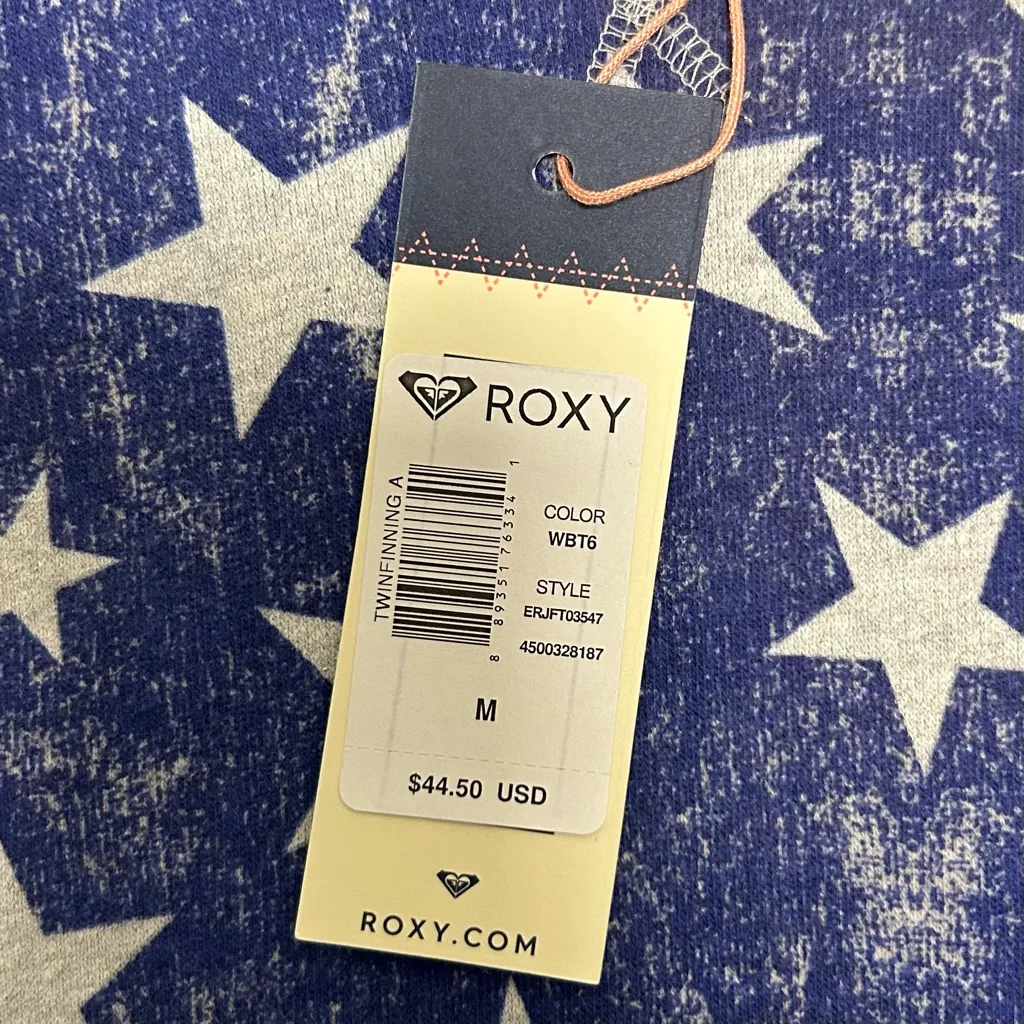 ROXY
TWINFINNING A
8 89351 76334 1
COLOR
WBT6
STYLE
ERJFT03547
4500328187
M
$44.50 USD
ROXY.COM